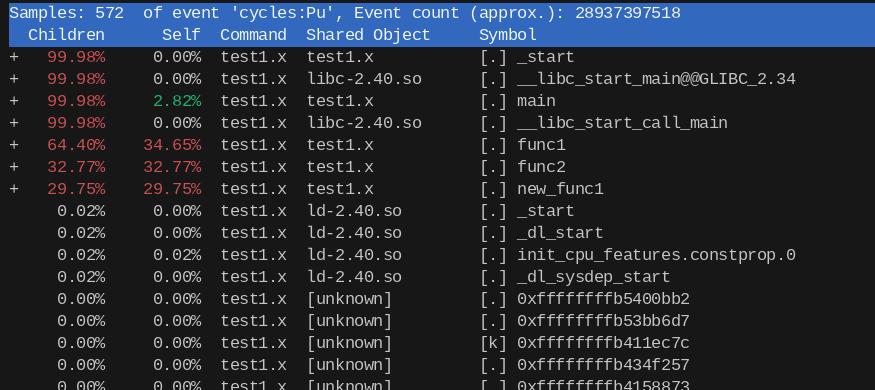 Samples: 572  of event 'cycles:Pu', Event count (approx.): 28937397518
  Children      Self  Command  Shared Object     Symbol
+   99.98%     0.00%  test1.x  test1.x           [.] _start
+   99.98%     0.00%  test1.x  libc-2.40.so      [.] __libc_start_main@@GLIBC_2.34
+   99.98%     2.82%  test1.x  test1.x           [.] main
+   99.98%     0.00%  test1.x  libc-2.40.so      [.] __libc_start_call_main
+   64.40%    34.65%  test1.x  test1.x           [.] func1
+   32.77%    32.77%  test1.x  test1.x           [.] func2
+   29.75%    29.75%  test1.x  test1.x           [.] new_func1
     0.02%     0.00%  test1.x  ld-2.40.so        [.] _start
     0.02%     0.00%  test1.x  ld-2.40.so        [.] _dl_start
     0.02%     0.02%  test1.x  ld-2.40.so        [.] init_cpu_features.constprop.0
     0.02%     0.00%  test1.x  ld-2.40.so        [.] _dl_sysdep_start
     0.00%     0.00%  test1.x  [unknown]         [.] 0xffffffffb5400bb2
     0.00%     0.00%  test1.x  [unknown]         [.] 0xffffffffb53bb6d7
     0.00%     0.00%  test1.x  [unknown]         [k] 0xffffffffb411ec7c
     0.00%     0.00%  test1.x  [unknown]         [.] 0xffffffffb434f257
     0.00%     0.00%  test1.x  [unknown]         [.] 0xffffffffb4158873